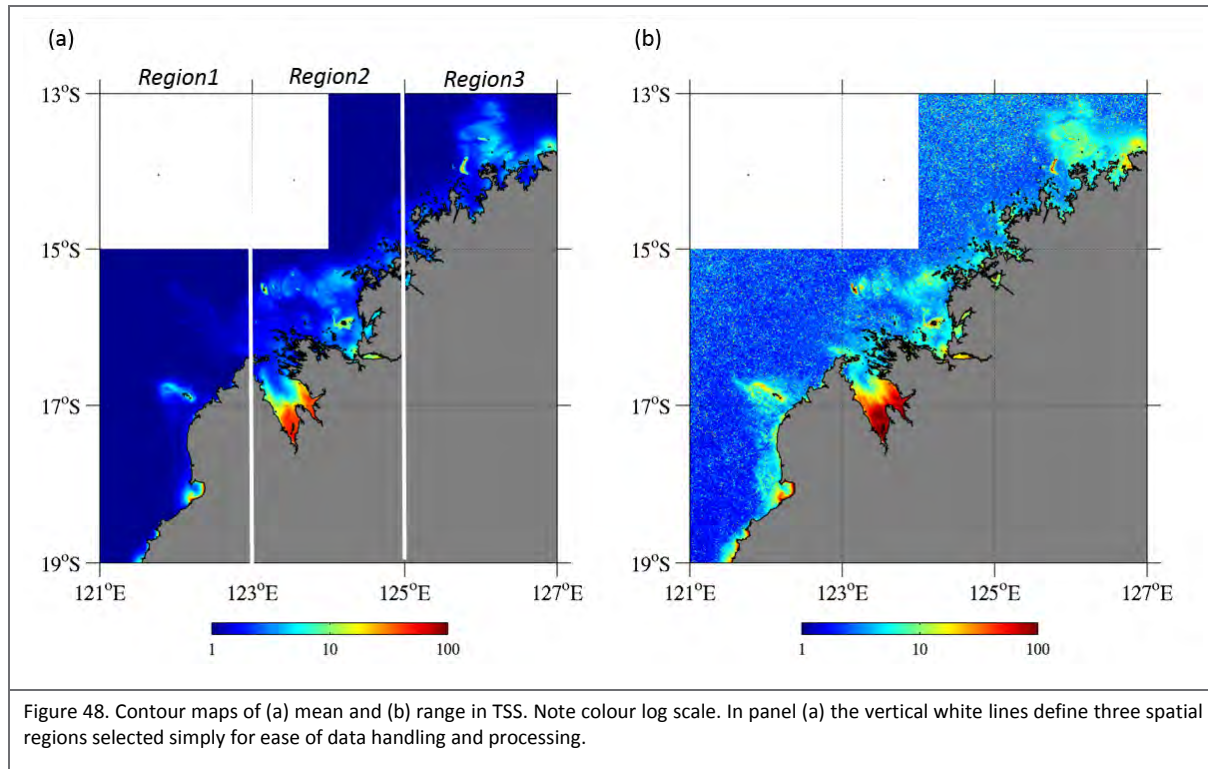 (a)
(b)
Region1
Region2
Region3
13°S
13°S
15°S
15°S
17°S
17°S
19°S
19°S
121°E
123°E
125°E
127°E
121°E
123°E
125°E
127°E
1
10
100
1
10
100
Figure 48. Contour maps of (a) mean and (b) range in TSS. Note colour log scale. In panel (a) the vertical white lines define three spatial
regions selected simply for ease of data handling and processing.